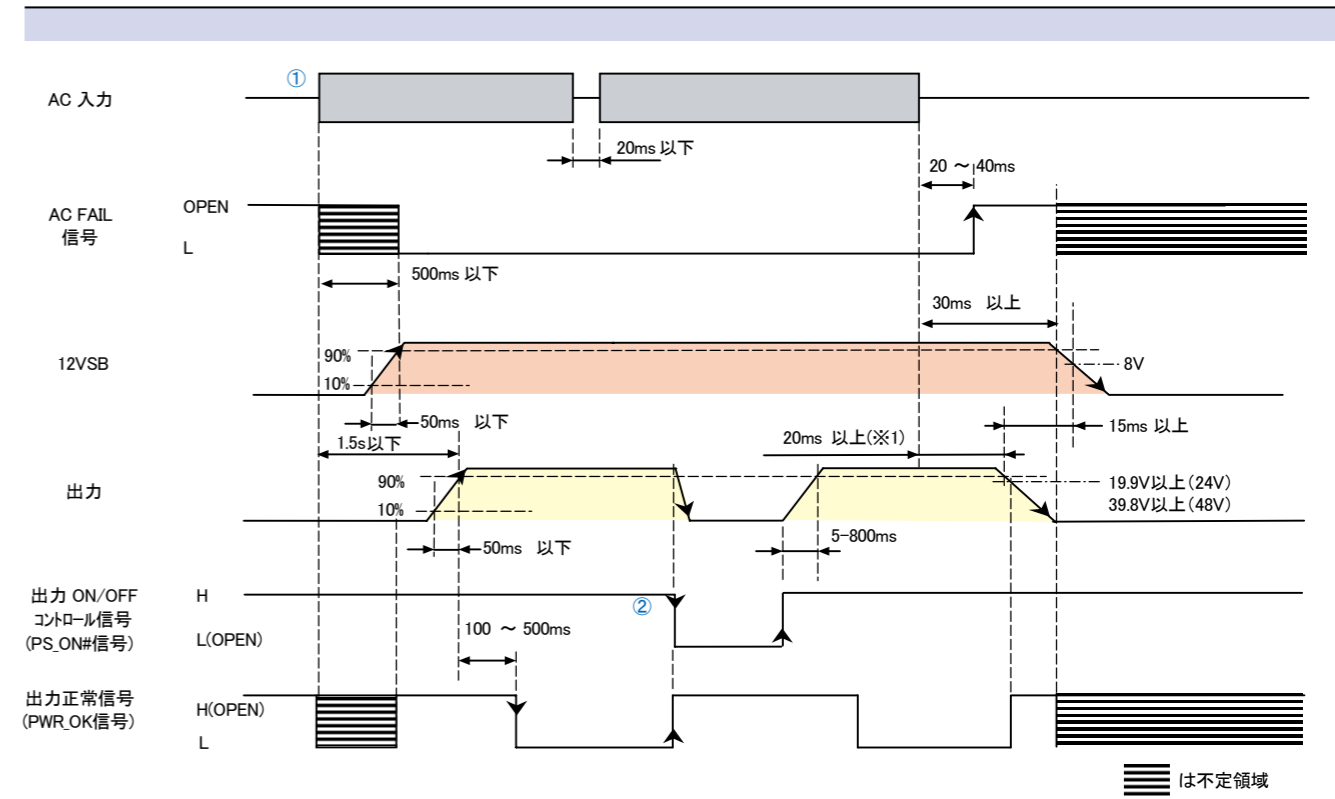 ①
AC 入力
20ms 以下
20 ～ 40ms
AC FAIL
信号
OPEN
L
500ms 以下
30ms 以上
12VSB
90%
10%
8V
50ms 以下
15ms 以上
1.5s以下
20ms 以上(※1)
出力
90%
10%
19.9V以上(24V)
39.8V以上(48V)
50ms 以下
5-800ms
出力 ON/OFF
コントロール信号
(PS_ON#信号)
H
L(OPEN)
②
100 ～ 500ms
出力正常信号
(PWR_OK信号)
H(OPEN)
L
は不定領域